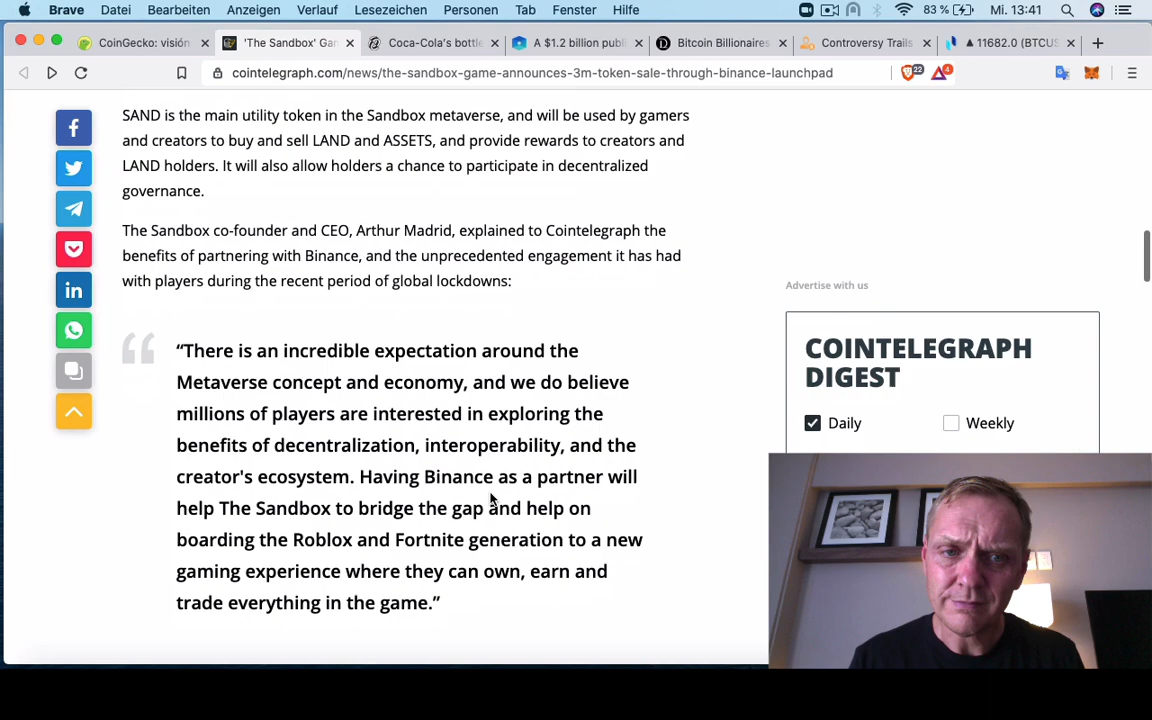 Brave Datei Bearbeiten Anzeigen Verlauf Lesezeichen Personen Tab Fenster Hilfe 83 % Mi. 13:41
CoinGecko: visión 'The Sandbox' Gar Coca-Cola's bottle A $1.2 billion publ Bitcoin Billionaires Controversy Trails ▲ 11682.0 (BTCUS
cointelegraph.com/news/the-sandbox-game-announces-3m-token-sale-through-binance-launchpad 22 4
SAND is the main utility token in the Sandbox metaverse, and will be used by gamers
and creators to buy and sell LAND and ASSETS, and provide rewards to creators and
LAND holders. It will also allow holders a chance to participate in decentralized
governance.
The Sandbox co-founder and CEO, Arthur Madrid, explained to Cointelegraph the
benefits of partnering with Binance, and the unprecedented engagement it has had
with players during the recent period of global lockdowns:
“There is an incredible expectation around the
Metaverse concept and economy, and we do believe
millions of players are interested in exploring the
benefits of decentralization, interoperability, and the
creator's ecosystem. Having Binance as a partner will
help The Sandbox to bridge the gap and help on
boarding the Roblox and Fortnite generation to a new
gaming experience where they can own, earn and
trade everything in the game.”
Advertise with us
COINTELEGRAPH
DIGEST
Daily Weekly